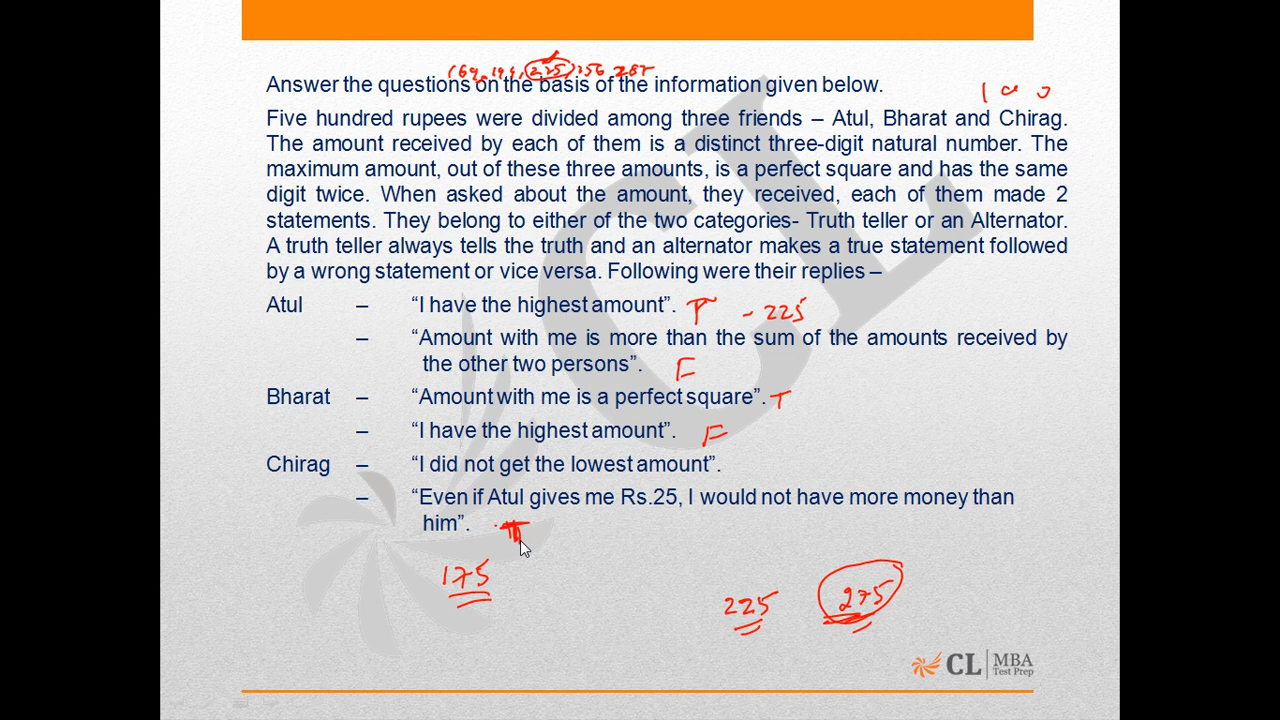 169, 196, 225, 256 289
Answer the questions on the basis of the information given below.
100
Five hundred rupees were divided among three friends – Atul, Bharat and Chirag.
The amount received by each of them is a distinct three-digit natural number. The
maximum amount, out of these three amounts, is a perfect square and has the same
digit twice. When asked about the amount, they received, each of them made 2
statements. They belong to either of the two categories- Truth teller or an Alternator.
A truth teller always tells the truth and an alternator makes a true statement followed
by a wrong statement or vice versa. Following were their replies –
Atul – “I have the highest amount”. T - 225
– “Amount with me is more than the sum of the amounts received by
the other two persons”. F
Bharat – “Amount with me is a perfect square”. T
– “I have the highest amount”. F
Chirag – “I did not get the lowest amount”.
– “Even if Atul gives me Rs.25, I would not have more money than
him”. T
175
225 275
CL MBA
Test Prep